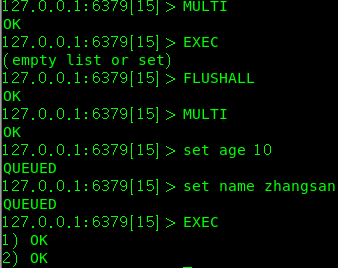 127.0.0.1:6379[15]> MULTI
OK
127.0.0.1:6379[15]> EXEC
(empty list or set)
127.0.0.1:6379[15]> FLUSHALL
OK
127.0.0.1:6379[15]> MULTI
OK
127.0.0.1:6379[15]> set age 10
QUEUED
127.0.0.1:6379[15]> set name zhangsan
QUEUED
127.0.0.1:6379[15]> EXEC
1) OK
2) OK